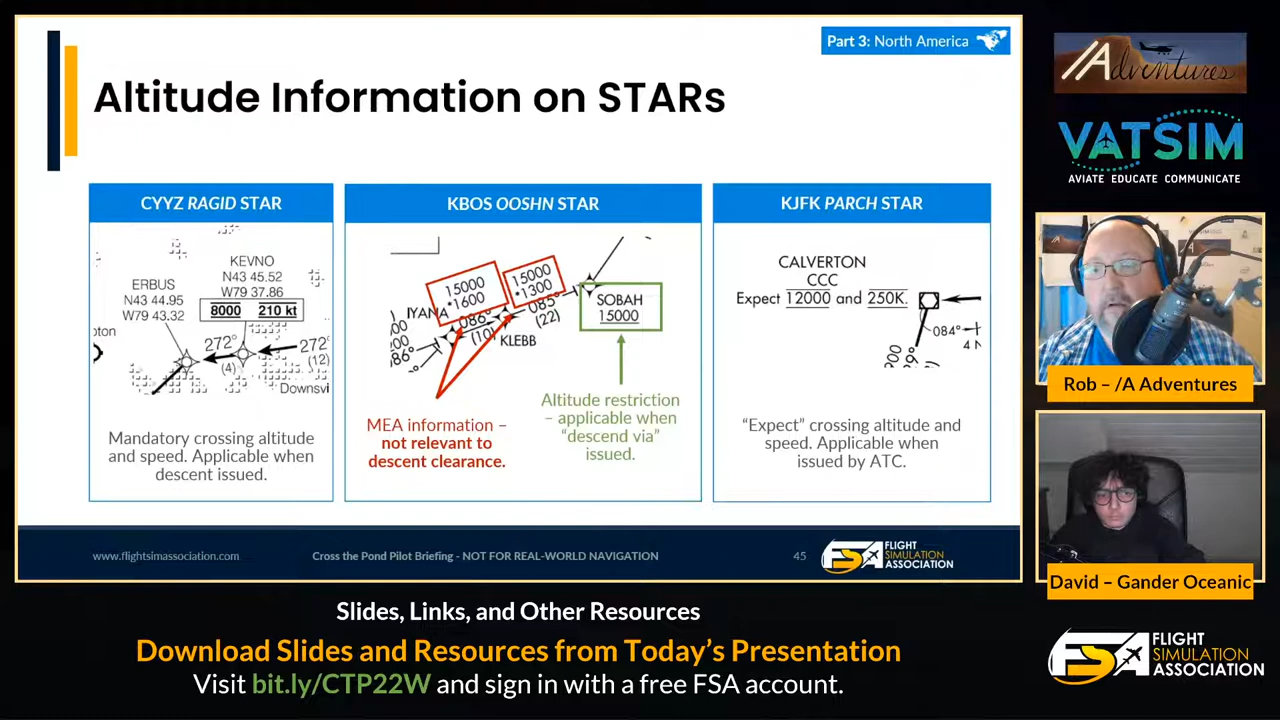 Part 3: North America
Altitude Information on STARs
CYYZ RAGID STAR
KEVNO
N43 45.52
W79 37.86
ERBUS
N43 44.95
W79 43.32
8000 210 kt
272°
(4)
272°
(12)
Downsvi
Mandatory crossing altitude
and speed. Applicable when
descent issued.
KBOS OOSHN STAR
15000
*1600
15000
*1300
IYANA
086°
(10)
085°
(22)
KLEBB
SOBAH
15000
MEA information –
not relevant to
descent clearance.
Altitude restriction
– applicable when
“descend via”
issued.
KJFK PARCH STAR
CALVERTON
CCC
Expect 12000 and 250K.
084°
“Expect” crossing altitude and
speed. Applicable when
issued by ATC.
www.flightsimassociation.com
Cross the Pond Pilot Briefing - NOT FOR REAL-WORLD NAVIGATION
45
FSA FLIGHT
SIMULATION
ASSOCIATION
/Adventures
VATSIM
AVIATE EDUCATE COMMUNICATE
Rob – /A Adventures
David – Gander Oceanic
Slides, Links, and Other Resources
Download Slides and Resources from Today’s Presentation
Visit bit.ly/CTP22W and sign in with a free FSA account.
FSA FLIGHT
SIMULATION
ASSOCIATION